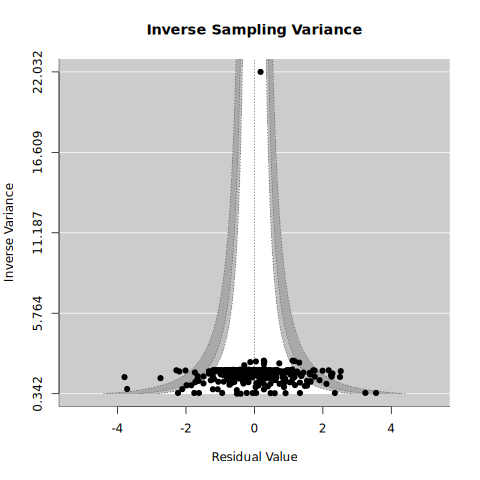 Inverse Sampling Variance
22.032
16.609
11.187
5.764
0.342
Inverse Variance
-4 -2 0 2 4
Residual Value